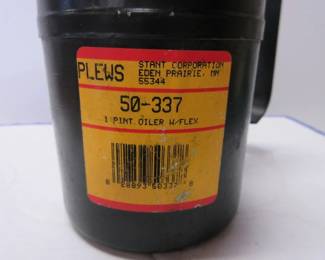 PLEWS
STANT CORPORATION
EDEN PRAIRIE, MN
55344
50-337
1 PINT OILER W/FLEX